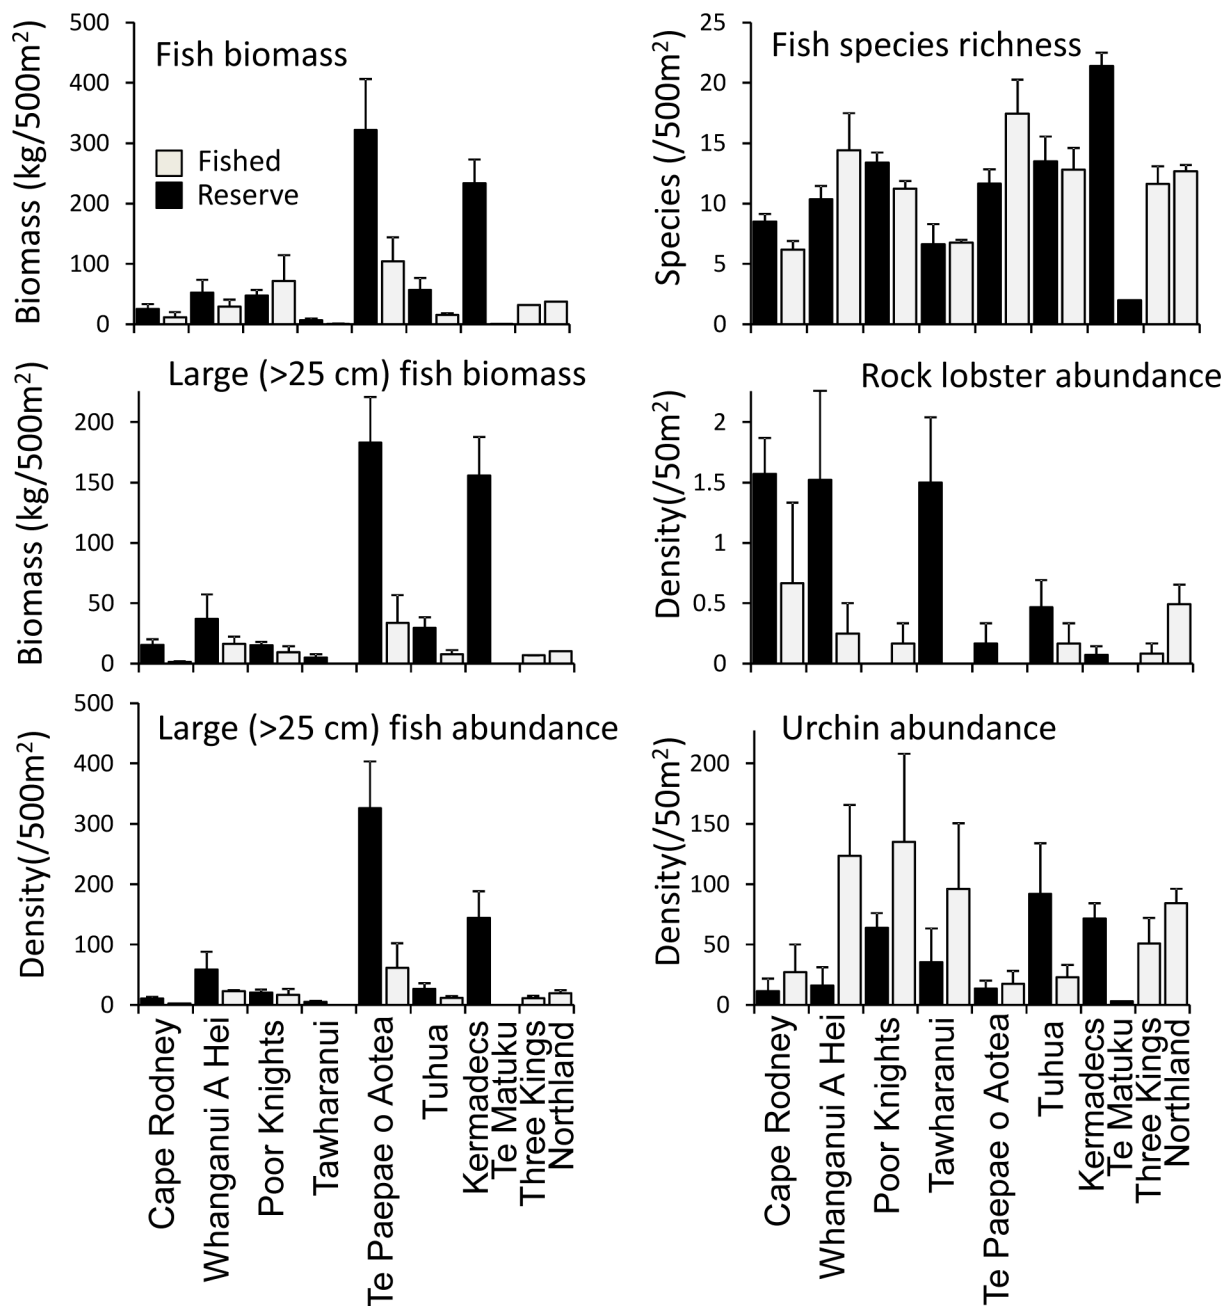 Fish biomass
Biomass (kg/500m²)
500
400
300
200
100
0
Fished
Reserve
Fish species richness
Species (/500m²)
25
20
15
10
5
0
Large (>25 cm) fish biomass
Biomass (kg/500m²)
200
150
100
50
0
Rock lobster abundance
Density(/50m²)
2
1.5
1
0.5
0
Large (>25 cm) fish abundance
Density(/500m²)
500
400
300
200
100
0
Urchin abundance
Density(/50m²)
200
150
100
50
0
Cape Rodney
Whanganui A Hei
Poor Knights
Tawharanui
Te Paepae o Aotea
Tuhua
Kermadecs
Te Matuku
Three Kings
Northland
Cape Rodney
Whanganui A Hei
Poor Knights
Tawharanui
Te Paepae o Aotea
Tuhua
Kermadecs
Te Matuku
Three Kings
Northland